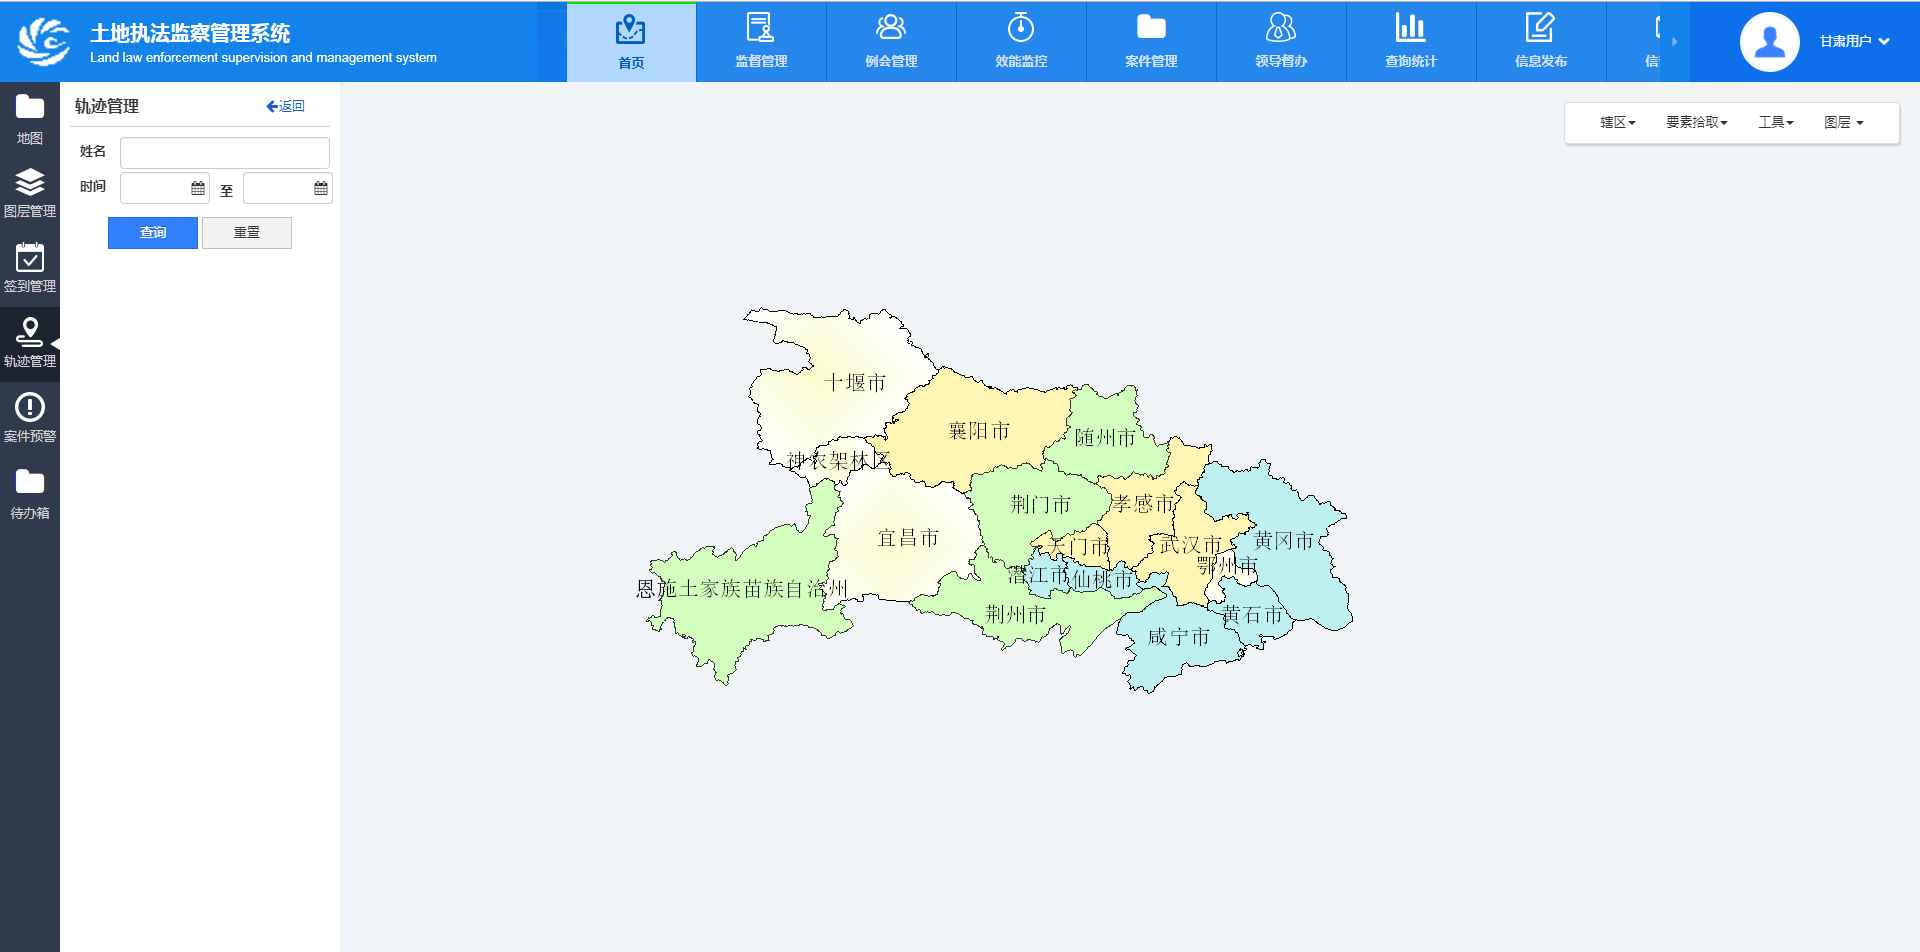 土地执法监察管理系统
Land law enforcement supervision and management system
首页
监督管理
例会管理
效能监控
案件管理
领导督办
查询统计
信息发布
信
甘肃用户
地图
图层管理
签到管理
轨迹管理
案件预警
待办箱
轨迹管理
返回
姓名
时间
至
查询
重置
辖区
要素拾取
工具
图层
十堰市
襄阳市
随州市
神农架林区
荆门市
孝感市
宜昌市
天门市
武汉市
黄冈市
鄂州市
潜江市
仙桃市
恩施土家族苗族自治州
荆州市
黄石市
咸宁市